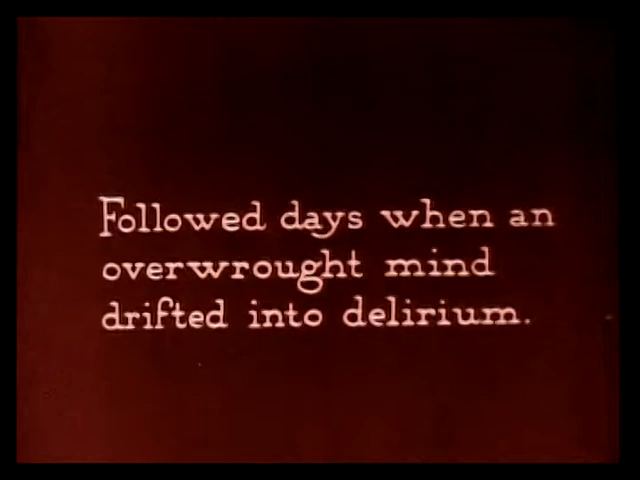 Followed days when an
overwrought mind
drifted into delirium.